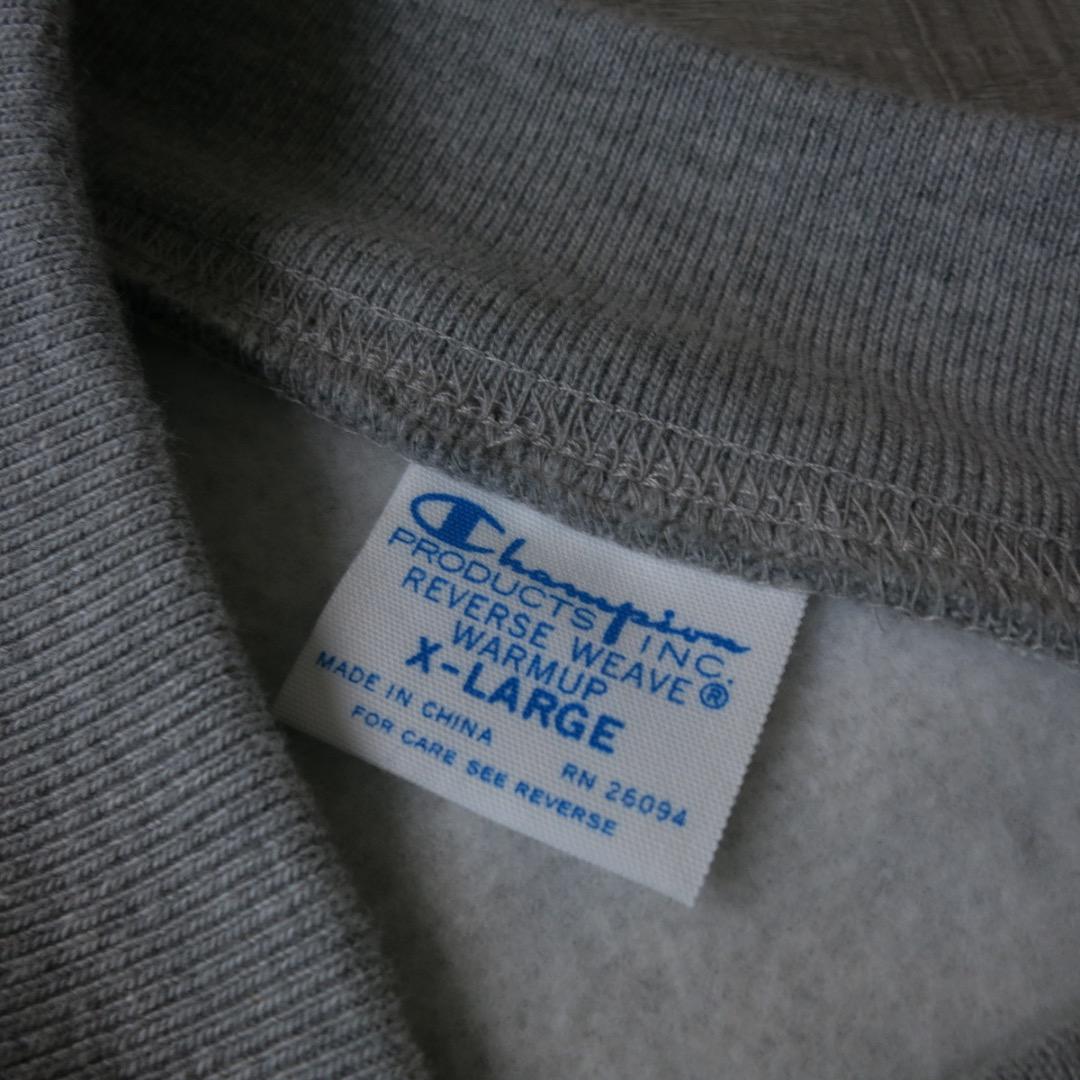 Champion
PRODUCTS INC.
REVERSE WEAVE®
WARMUP
X-LARGE
MADE IN CHINA
RN 26094
FOR CARE SEE REVERSE